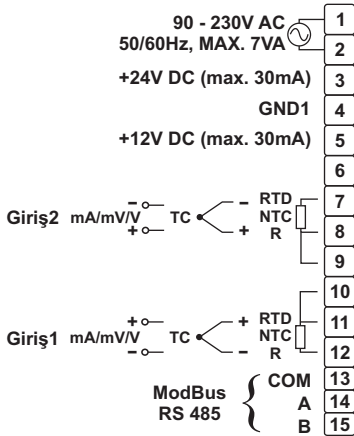 90 - 230V AC 1
50/60Hz, MAX. 7VA 2
+24V DC (max. 30mA) 3
GND1 4
+12V DC (max. 30mA) 5
6
- - RTD 7
Giriş2 mA/mV/V TC NTC 8
+ + R
9
10
+ + RTD 11
Giriş1 mA/mV/V TC NTC
- - R 12
COM 13
ModBus A 14
RS 485 B 15